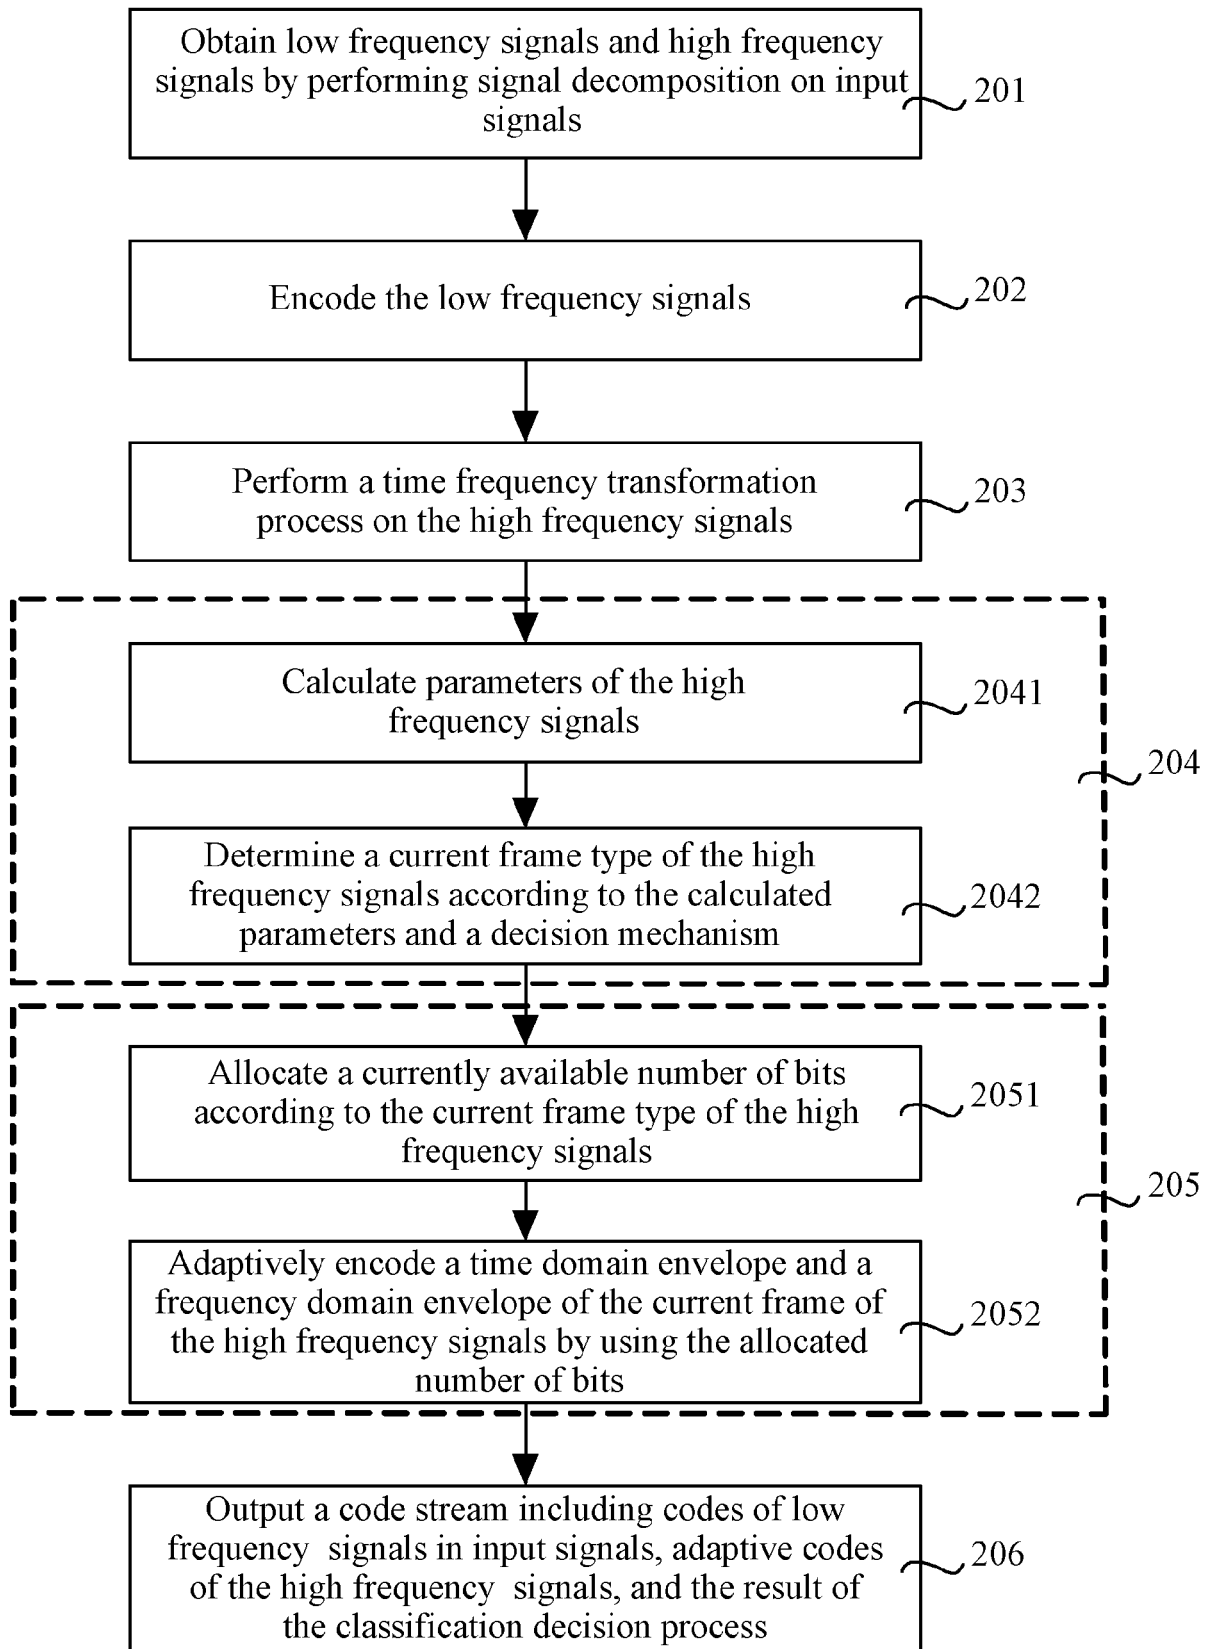 Obtain low frequency signals and high frequency
signals by performing signal decomposition on input
signals
201
Encode the low frequency signals
202
Perform a time frequency transformation
process on the high frequency signals
203
Calculate parameters of the high
frequency signals
2041
204
Determine a current frame type of the high
frequency signals according to the calculated
parameters and a decision mechanism
2042
Allocate a currently available number of bits
according to the current frame type of the high
frequency signals
2051
205
Adaptively encode a time domain envelope and a
frequency domain envelope of the current frame of
the high frequency signals by using the allocated
number of bits
2052
Output a code stream including codes of low
frequency signals in input signals, adaptive codes
of the high frequency signals, and the result of
the classification decision process
206